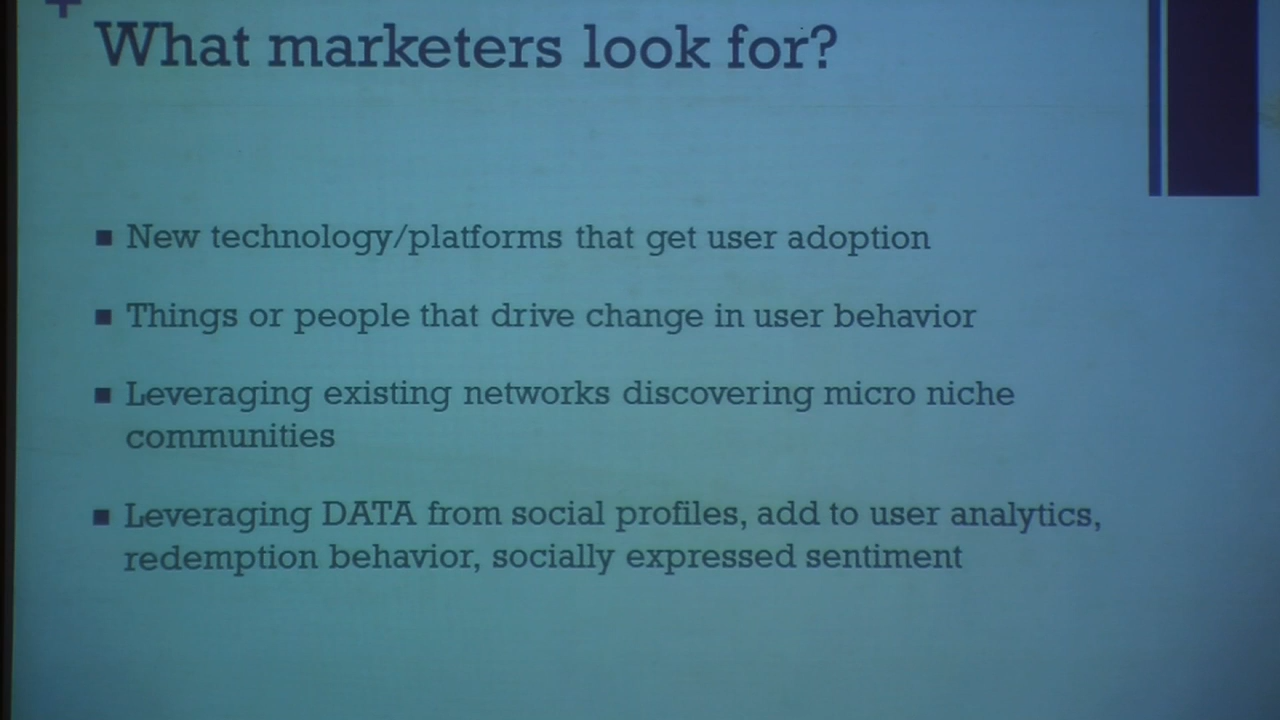 What marketers look for?
New technology/platforms that get user adoption
Things or people that drive change in user behavior
Leveraging existing networks discovering micro niche
communities
Leveraging DATA from social profiles, add to user analytics,
redemption behavior, socially expressed sentiment